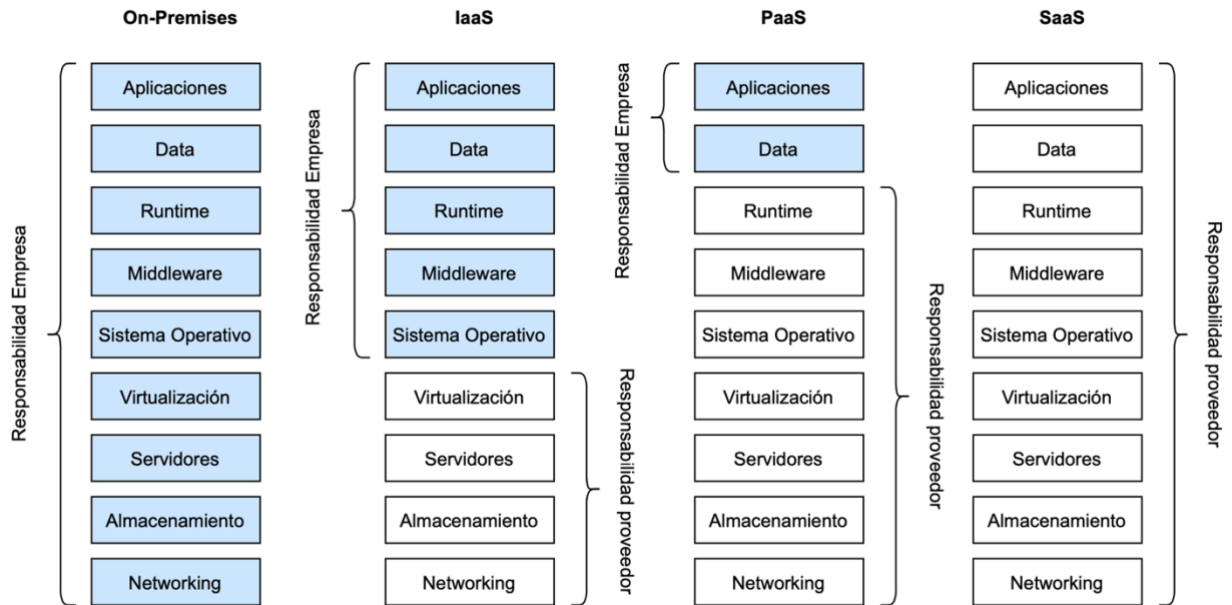 On-Premises
IaaS
PaaS
SaaS
Responsabilidad Empresa
Aplicaciones
Data
Runtime
Middleware
Sistema Operativo
Virtualización
Servidores
Almacenamiento
Networking
Responsabilidad Empresa
Aplicaciones
Data
Runtime
Middleware
Sistema Operativo
Virtualización
Servidores
Almacenamiento
Networking
Responsabilidad proveedor
Responsabilidad Empresa
Aplicaciones
Data
Runtime
Middleware
Sistema Operativo
Virtualización
Servidores
Almacenamiento
Networking
Responsabilidad proveedor
Aplicaciones
Data
Runtime
Middleware
Sistema Operativo
Virtualización
Servidores
Almacenamiento
Networking
Responsabilidad proveedor